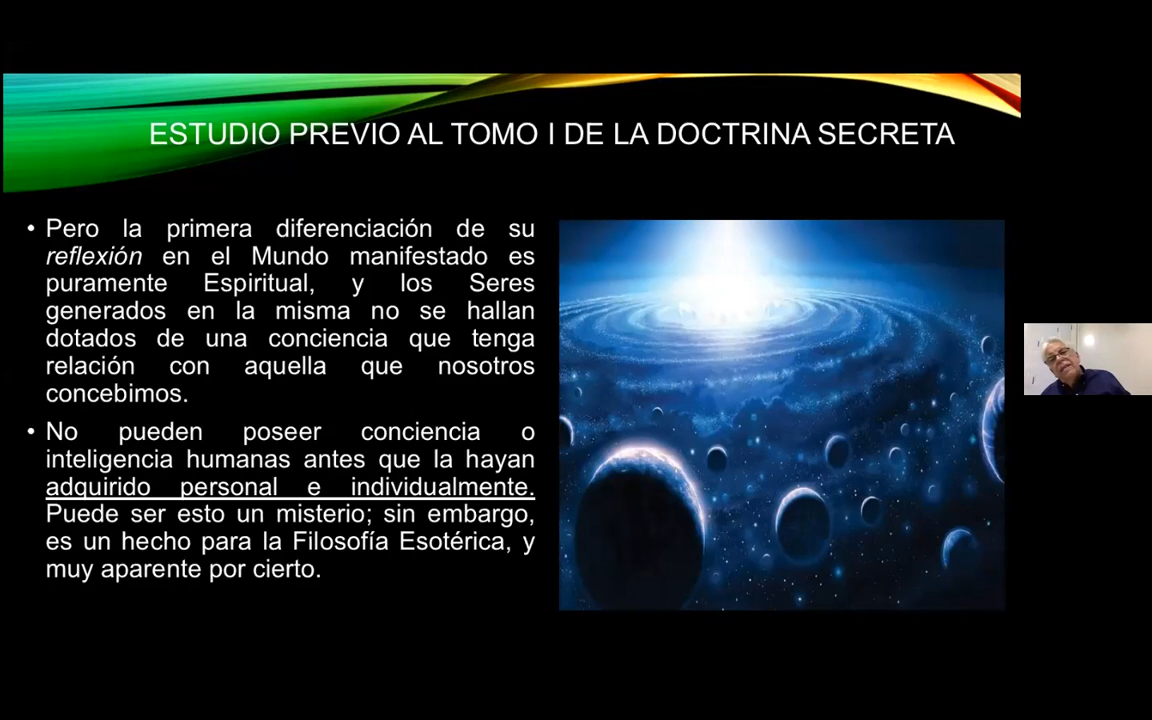 ESTUDIO PREVIO AL TOMO I DE LA DOCTRINA SECRETA
• Pero la primera diferenciación de su
reflexión en el Mundo manifestado es
puramente Espiritual, y los Seres
generados en la misma no se hallan
dotados de una conciencia que tenga
relación con aquella que nosotros
concebimos.
• No pueden poseer conciencia o
inteligencia humanas antes que la hayan
adquirido personal e individualmente.
Puede ser esto un misterio; sin embargo,
es un hecho para la Filosofía Esotérica, y
muy aparente por cierto.